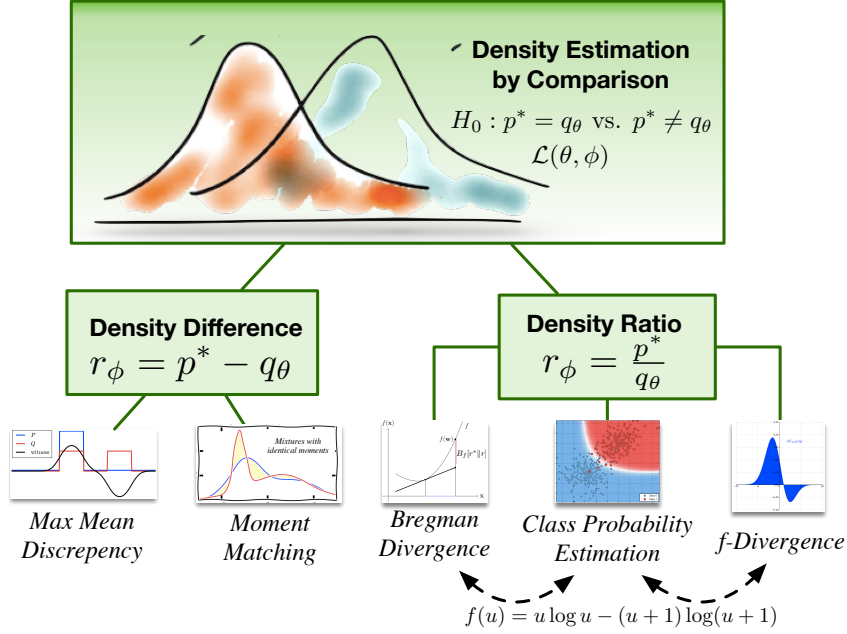 Density Estimation
by Comparison
H₀ : p* = q_θ vs. p* ≠ q_θ
ℒ(θ, ϕ)
Density Difference
r_ϕ = p* − q_θ
Density Ratio
r_ϕ = p*/q_θ
P
Q
witness
Mixtures with
identical moments
f(x)
f
f(w)
B_f[r*||r]
x
Max Mean
Discrepency
Moment
Matching
Bregman
Divergence
Class Probability
Estimation
f-Divergence
f(u) = u log u − (u + 1) log(u + 1)